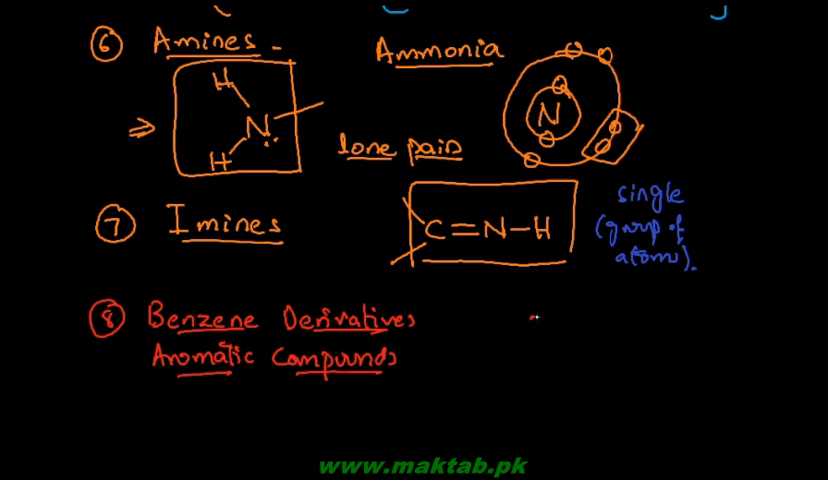 6 Amines - Ammonia
H
N
⇒ N
H
lone pair
single
7 Imines
C=N-H
(group of
atoms).
8 Benzene Derivatives
Aromatic Compounds
www.maktab.pk